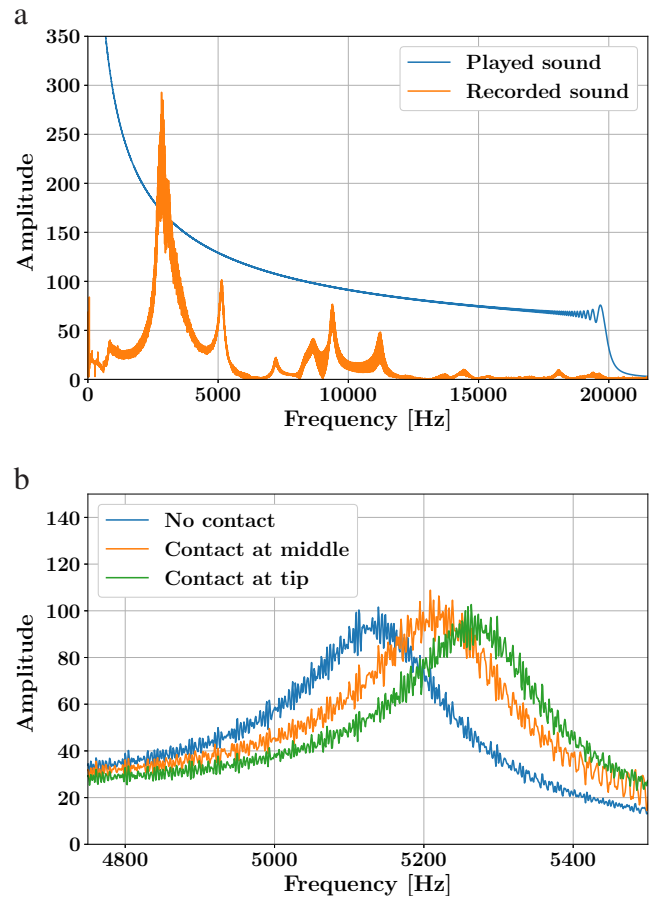 a
350
300
250
200
150
100
50
0
Amplitude
Played sound
Recorded sound
0 5000 10000 15000 20000
Frequency [Hz]
b
140
120
100
80
60
40
20
0
Amplitude
No contact
Contact at middle
Contact at tip
4800 5000 5200 5400
Frequency [Hz]